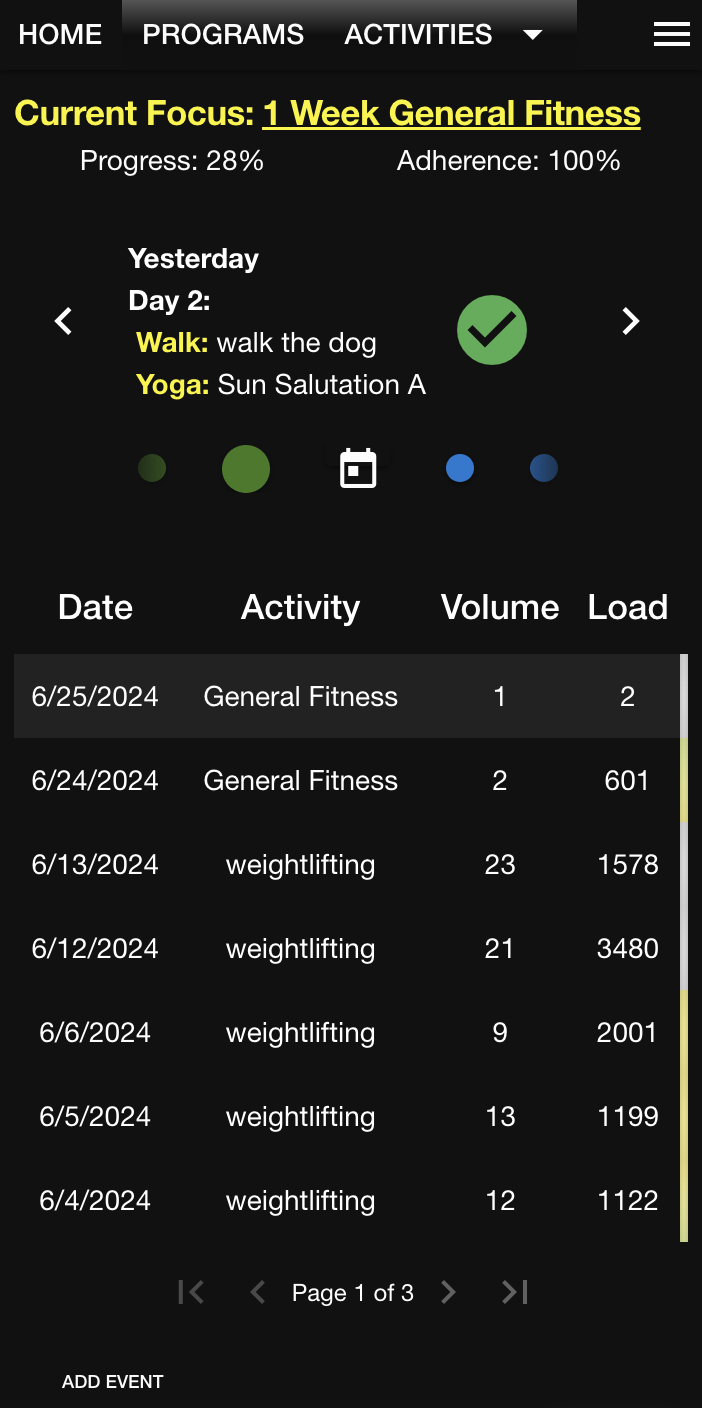 HOME PROGRAMS ACTIVITIES
Current Focus: 1 Week General Fitness
Progress: 28% Adherence: 100%
Yesterday
Day 2:
Walk: walk the dog
Yoga: Sun Salutation A
Date Activity Volume Load
6/25/2024 General Fitness 1 2
6/24/2024 General Fitness 2 601
6/13/2024 weightlifting 23 1578
6/12/2024 weightlifting 21 3480
6/6/2024 weightlifting 9 2001
6/5/2024 weightlifting 13 1199
6/4/2024 weightlifting 12 1122
Page 1 of 3
ADD EVENT